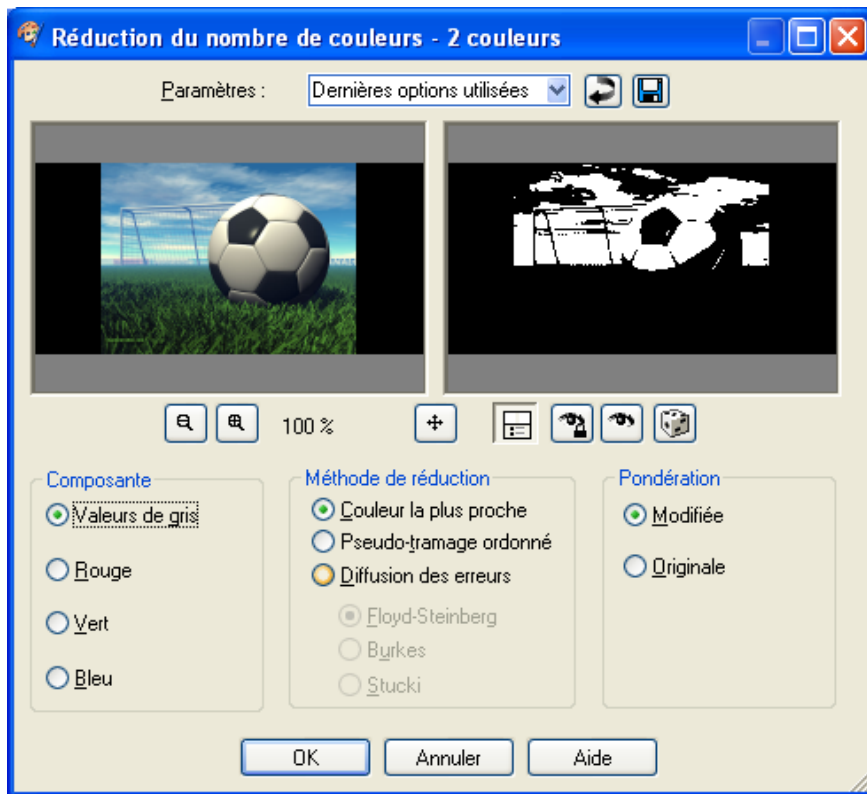 Réduction du nombre de couleurs - 2 couleurs
Paramètres :
Dernières options utilisées
100 %
Composante
Valeurs de gris
Rouge
Vert
Bleu
Méthode de réduction
Couleur la plus proche
Pseudo-tramage ordonné
Diffusion des erreurs
Floyd-Steinberg
Burkes
Stucki
Pondération
Modifiée
Originale
OK
Annuler
Aide